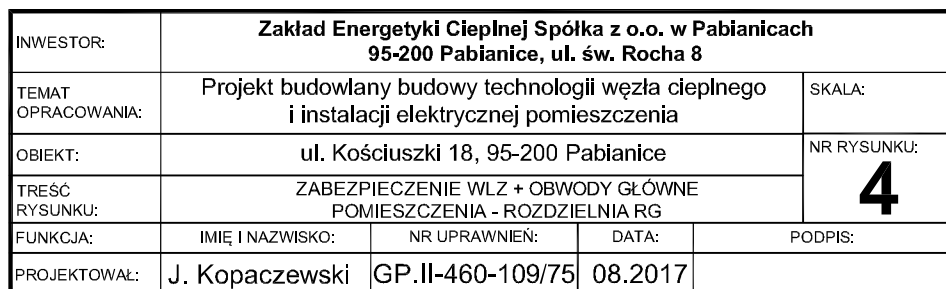 INWESTOR:
Zakład Energetyki Cieplnej Spółka z o.o. w Pabianicach
95-200 Pabianice, ul. św. Rocha 8
TEMAT
OPRACOWANIA:
Projekt budowlany budowy technologii węzła cieplnego
i instalacji elektrycznej pomieszczenia
SKALA:
OBIEKT:
ul. Kościuszki 18, 95-200 Pabianice
NR RYSUNKU:
4
TREŚĆ
RYSUNKU:
ZABEZPIECZENIE WLZ + OBWODY GŁÓWNE
POMIESZCZENIA - ROZDZIELNIA RG
FUNKCJA:
IMIĘ I NAZWISKO:
NR UPRAWNIEŃ:
DATA:
PODPIS:
PROJEKTOWAŁ:
J. Kopaczewski
GP.II-460-109/75
08.2017